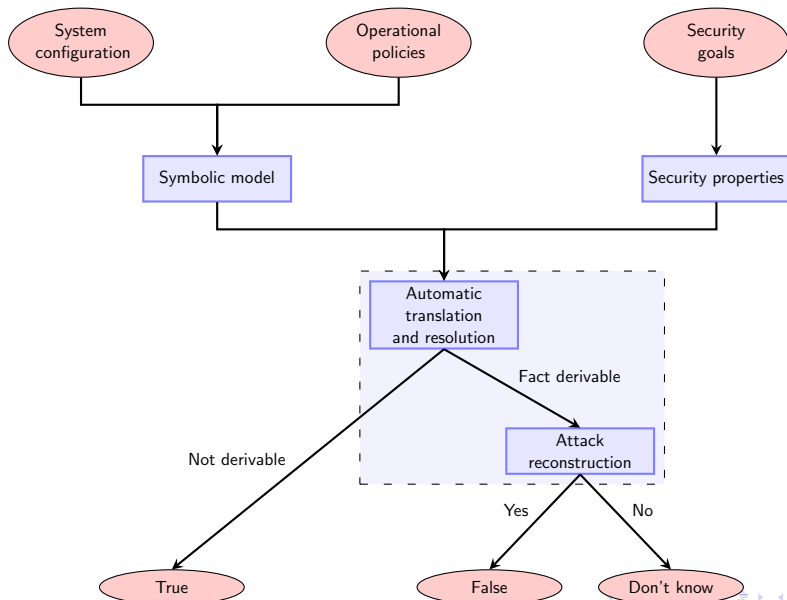 System
configuration
Operational
policies
Security
goals
Symbolic model
Security properties
Automatic
translation
and resolution
Fact derivable
Attack
reconstruction
Not derivable
Yes
No
True
False
Don't know